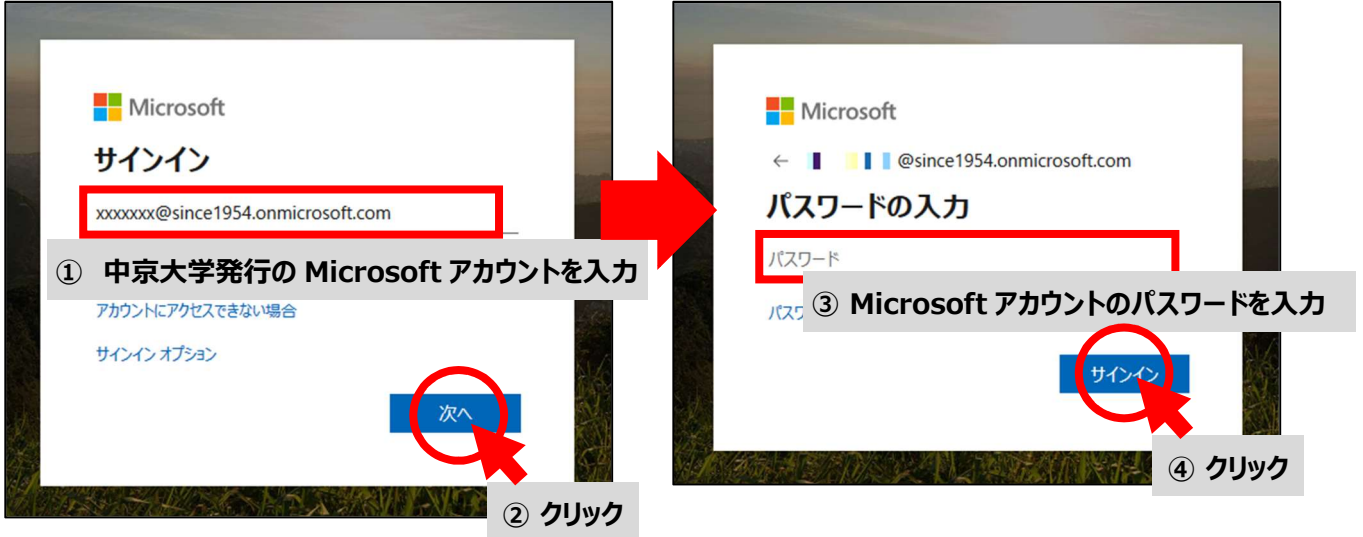 Microsoft
サインイン
xxxxxxx@since1954.onmicrosoft.com
① 中京大学発行の Microsoft アカウントを入力
アカウントにアクセスできない場合
サインイン オプション
次へ
② クリック
Microsoft
← @since1954.onmicrosoft.com
パスワードの入力
パスワード
③ Microsoft アカウントのパスワードを入力
サインイン
④ クリック